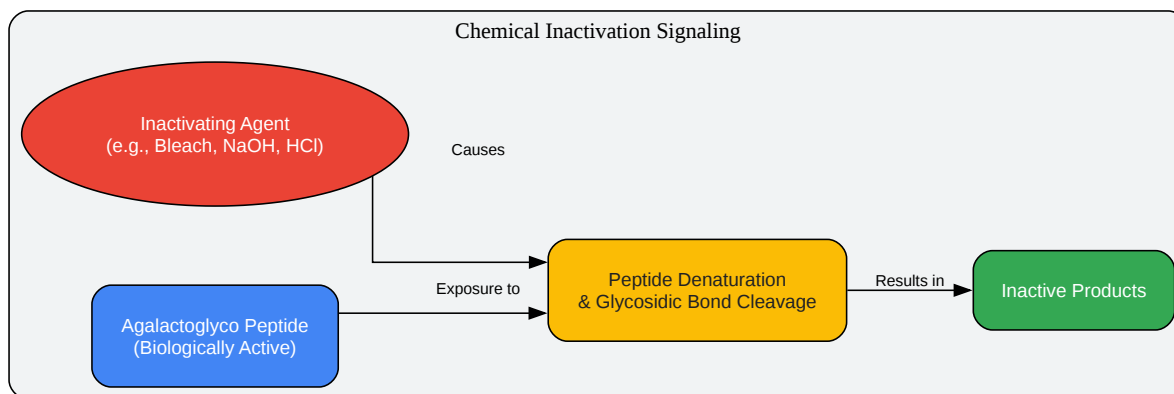 Chemical Inactivation Signaling
Inactivating Agent
(e.g., Bleach, NaOH, HCl)
Causes
Agalactoglyco Peptide
(Biologically Active)
Exposure to
Peptide Denaturation
& Glycosidic Bond Cleavage
Results in
Inactive Products